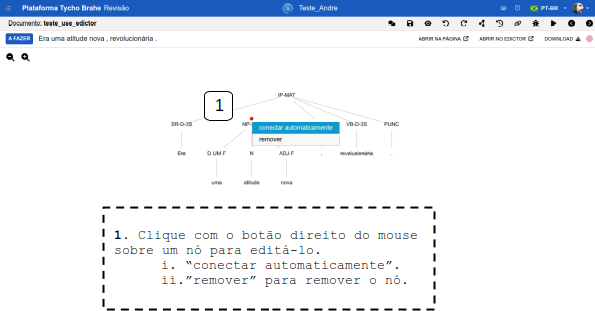 Plataforma Tycho Brahe Revisão
Teste_Andre
PT-BR
Documento: teste_use_edictor
A FAZER
Era uma atitude nova , revolucionária .
ABRIR NA PÁGINA
ABRIR NO EDICTOR
DOWNLOAD
IP-MAT
1
SR-D-3S
NP-
VB-D-3S
PUNC
conectar automaticamente
remover
Era
D.UM.F
N
ADJ.F
,
revolucionária
.
uma
atitude
nova
1. Clique com o botão direito do mouse
sobre um nó para editá-lo.
i. “conectar automaticamente”.
ii.”remover” para remover o nó.